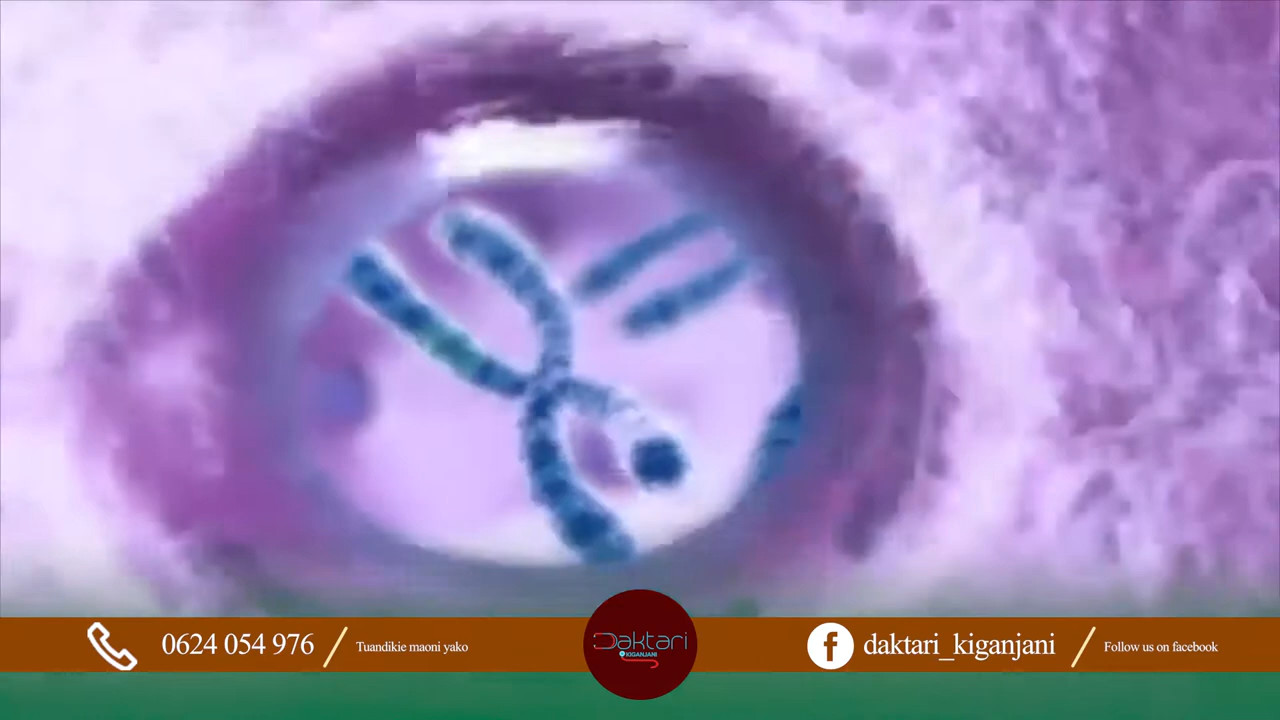 0624 054 976
Tuandikie maoni yako
Daktari
KIGANJANI
daktari_kiganjani
Follow us on facebook